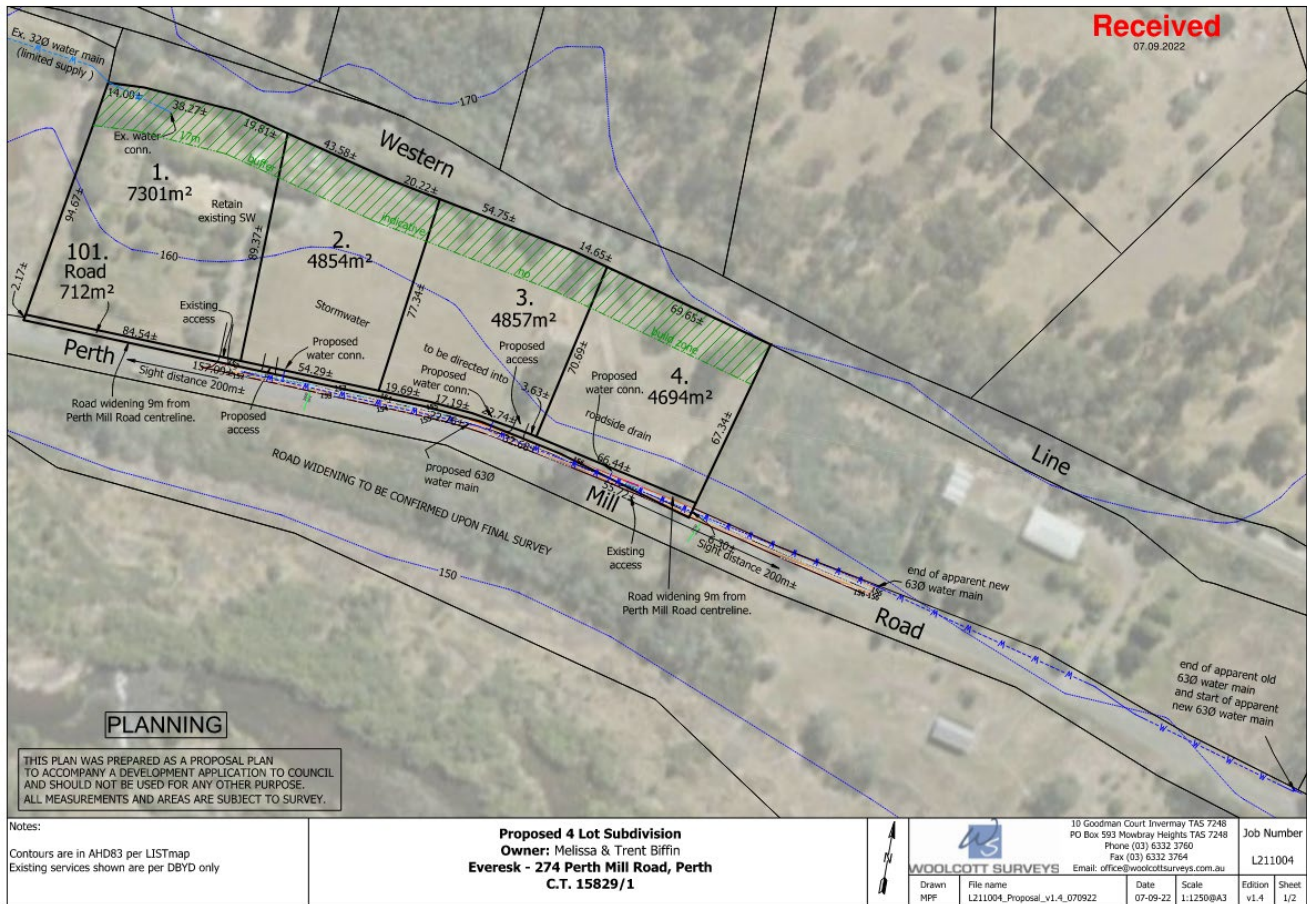 Received
07.09.2022
Ex. 32Ø water main
(limited supply )
M
170
14.00±
38.27±
19.81±
43.58±
20.22±
54.75±
14.65±
69.65±
Western
Line
Ex. water
conn.
17m
buffer
indicative
no
build zone
1.
7301m²
Retain
existing SW
94.67±
89.37±
2.
4854m²
77.34±
3.
4857m²
70.69±
4.
4694m²
67.34±
101.
Road
712m²
160
2.17±
Existing
access
Stormwater
to be directed into
roadside drain
Proposed
water conn.
Proposed
water conn.
Proposed
access
Proposed
water conn.
3.63±
84.54±
54.29±
19.69±
17.19±
22.74±
66.44±
157.09±
55.72±
6.30±
Perth
Mill
Road
Sight distance 200m±
Road widening 9m from
Perth Mill Road centreline.
Proposed
access
ROAD WIDENING TO BE CONFIRMED UPON FINAL SURVEY
proposed 63Ø
water main
Existing
access
Sight distance 200m±
Road widening 9m from
Perth Mill Road centreline.
end of apparent new
63Ø water main
end of apparent old
63Ø water main
and start of apparent
new 63Ø water main
150
PLANNING
THIS PLAN WAS PREPARED AS A PROPOSAL PLAN
TO ACCOMPANY A DEVELOPMENT APPLICATION TO COUNCIL
AND SHOULD NOT BE USED FOR ANY OTHER PURPOSE.
ALL MEASUREMENTS AND AREAS ARE SUBJECT TO SURVEY.
Notes:
Contours are in AHD83 per LISTmap
Existing services shown are per DBYD only
Proposed 4 Lot Subdivision
Owner: Melissa & Trent Biffin
Everesk - 274 Perth Mill Road, Perth
C.T. 15829/1
N
WS
WOOLCOTT SURVEYS
10 Goodman Court Invermay TAS 7248
PO Box 593 Mowbray Heights TAS 7248
Phone (03) 6332 3760
Fax (03) 6332 3764
Email: office@woolcottsurveys.com.au
Job Number
L211004
Drawn
MPF
File name
L211004_Proposal_v1.4_070922
Date
07-09-22
Scale
1:1250@A3
Edition
v1.4
Sheet
1/2